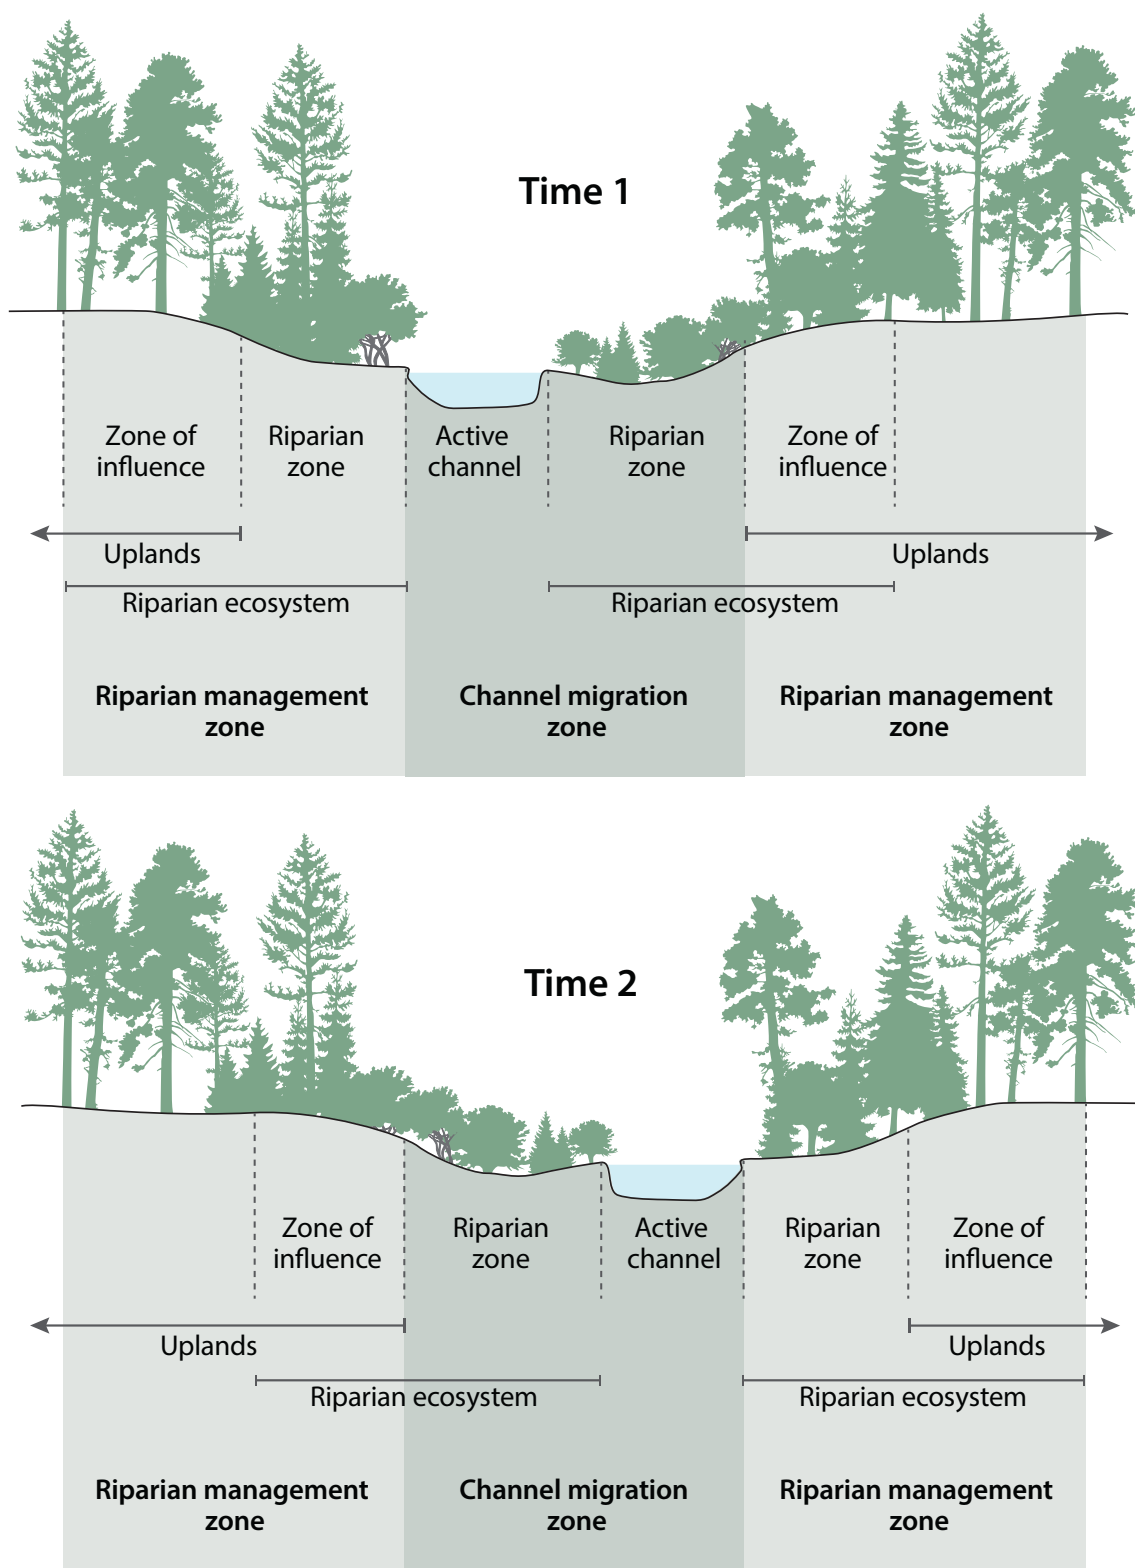 Time 1
Zone of
influence
Riparian
zone
Active
channel
Riparian
zone
Zone of
influence
Uplands
Uplands
Riparian ecosystem
Riparian ecosystem
Riparian management
zone
Channel migration
zone
Riparian management
zone
Time 2
Zone of
influence
Riparian
zone
Active
channel
Riparian
zone
Zone of
influence
Uplands
Uplands
Riparian ecosystem
Riparian ecosystem
Riparian management
zone
Channel migration
zone
Riparian management
zone